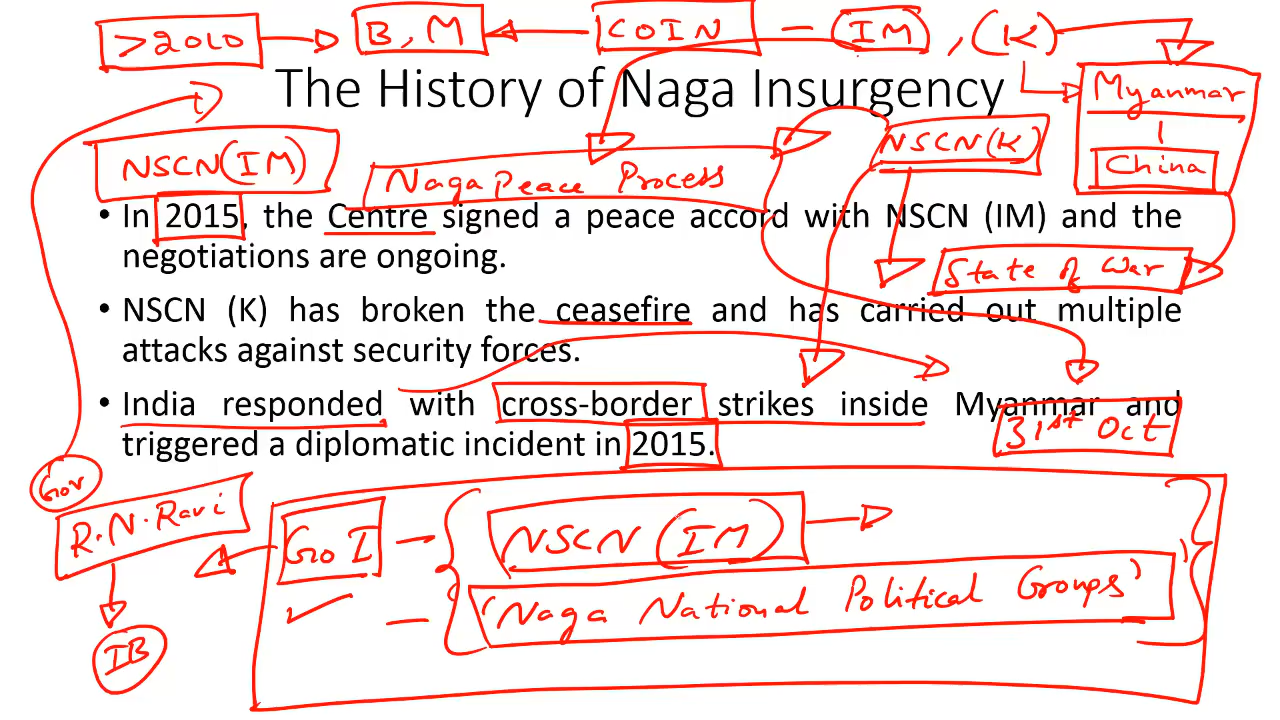 >2010 B, M COIN - (IM), (K)
The History of Naga Insurgency
Myanmar
NSCN(IM)
NSCN(K)
China
Naga Peace Process
• In 2015, the Centre signed a peace accord with NSCN (IM) and the
negotiations are ongoing.
State of War
• NSCN (K) has broken the ceasefire and has carried out multiple
attacks against security forces.
• India responded with cross-border strikes inside Myanmar and
triggered a diplomatic incident in 2015.
31st Oct
Gov
R.N.Ravi
GoI - NSCN (IM)
- 'Naga National Political Groups'
IB